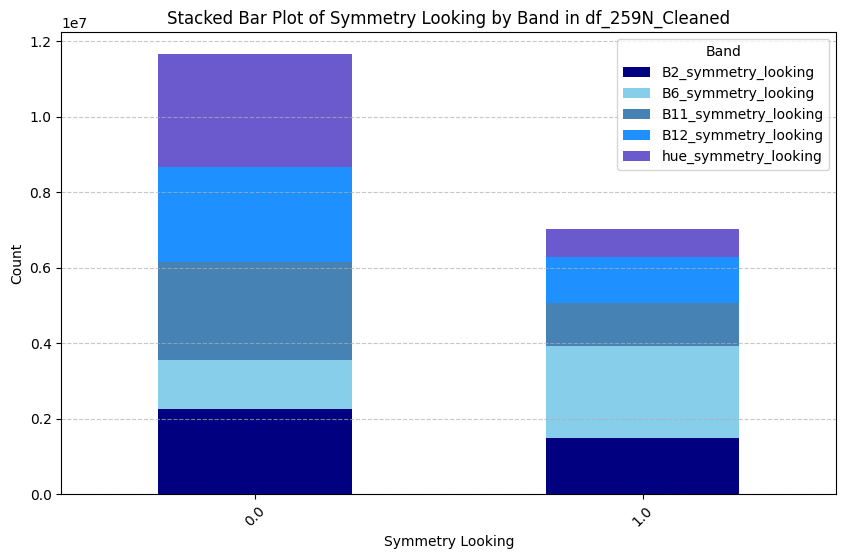 Stacked Bar Plot of Symmetry Looking by Band in df_259N_Cleaned
1e7
1.2
1.0
0.8
0.6
0.4
0.2
0.0
Count
Band
B2_symmetry_looking
B6_symmetry_looking
B11_symmetry_looking
B12_symmetry_looking
hue_symmetry_looking
0.0
1.0
Symmetry Looking